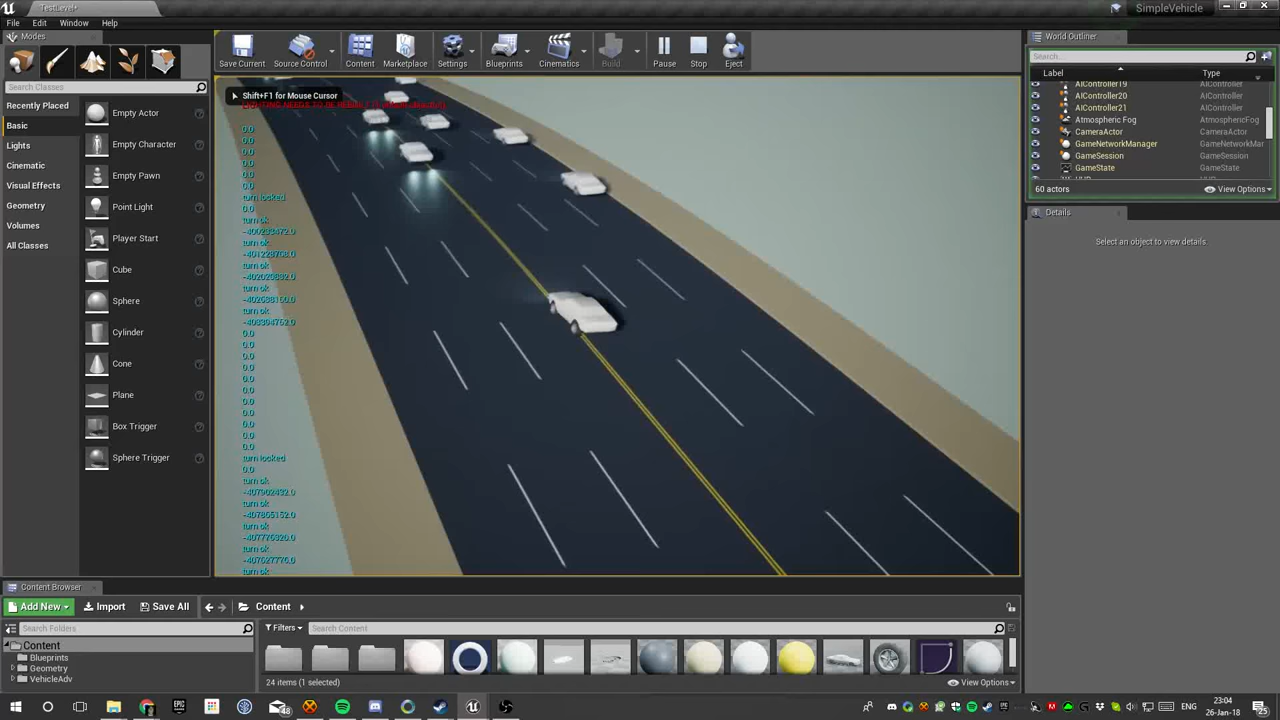 TestLevel*
SimpleVehicle
File Edit Window Help
Modes
Search Classes
Recently Placed
Basic
Lights
Cinematic
Visual Effects
Geometry
Volumes
All Classes
Empty Actor
Empty Character
Empty Pawn
Point Light
Player Start
Cube
Sphere
Cylinder
Cone
Plane
Box Trigger
Sphere Trigger
Save Current
Source Control
Content
Marketplace
Settings
Blueprints
Cinematics
Build
Pause
Stop
Eject
Shift+F1 for Mouse Cursor
LIGHTING NEEDS TO BE REBUILT
0.0
0.0
0.0
0.0
0.0
0.0
turn locked
0.0
turn ok
turn ok
turn ok
turn ok
turn ok
0.0
0.0
0.0
0.0
0.0
0.0
0.0
0.0
0.0
0.0
0.0
turn locked
0.0
turn ok
turn ok
turn ok
turn ok
turn ok
World Outliner
Search...
Label Type
AIController19 AIController
AIController20 AIController
AIController21 AIController
Atmospheric Fog AtmosphericFog
CameraActor CameraActor
GameNetworkManager GameNetworkMar
GameSession GameSession
GameState GameState
60 actors
View Options
Details
Select an object to view details.
Content Browser
Add New Import Save All Content
Search Folders
Filters Search Content
Content
Blueprints
Geometry
VehicleAdv
24 items (1 selected)
View Options
23:04
26-Jan-18